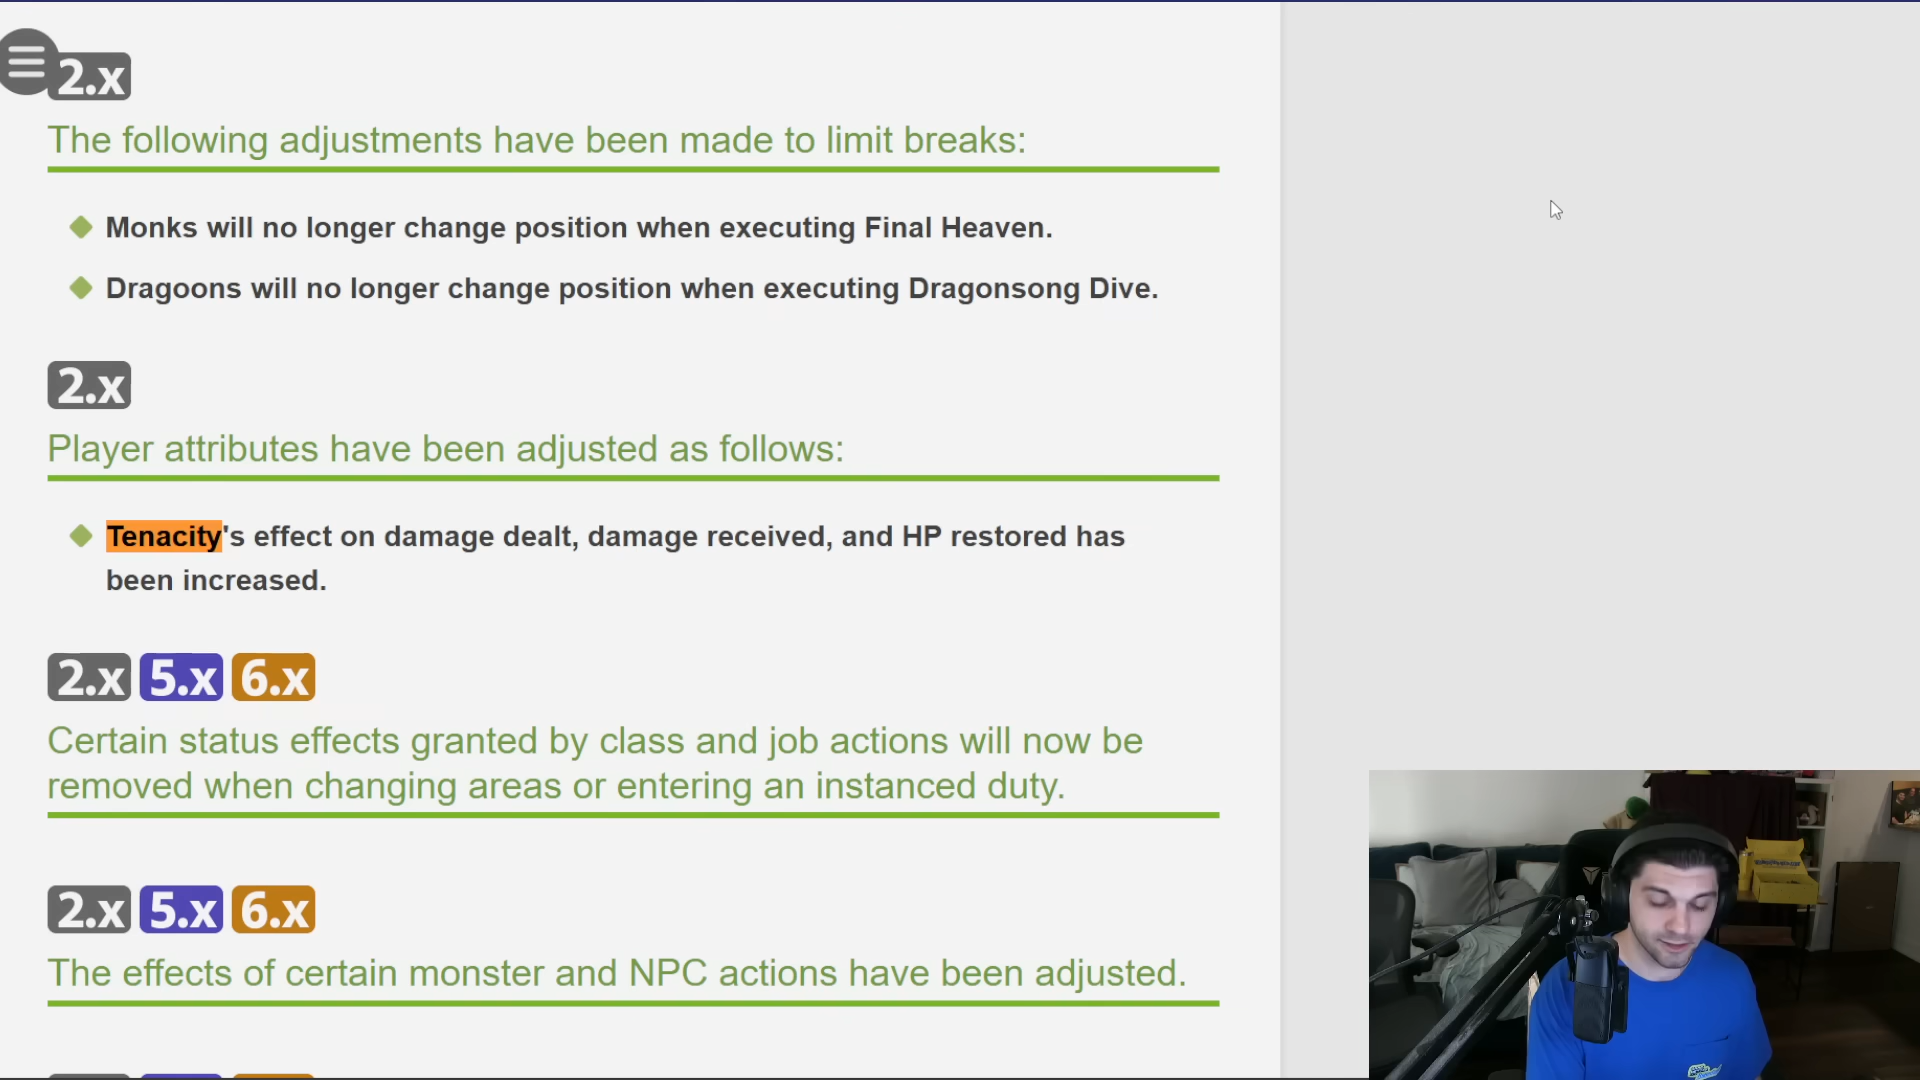 2.x
The following adjustments have been made to limit breaks:
Monks will no longer change position when executing Final Heaven.
Dragoons will no longer change position when executing Dragonsong Dive.
2.x
Player attributes have been adjusted as follows:
Tenacity's effect on damage dealt, damage received, and HP restored has
been increased.
2.x 5.x 6.x
Certain status effects granted by class and job actions will now be
removed when changing areas or entering an instanced duty.
2.x 5.x 6.x
The effects of certain monster and NPC actions have been adjusted.